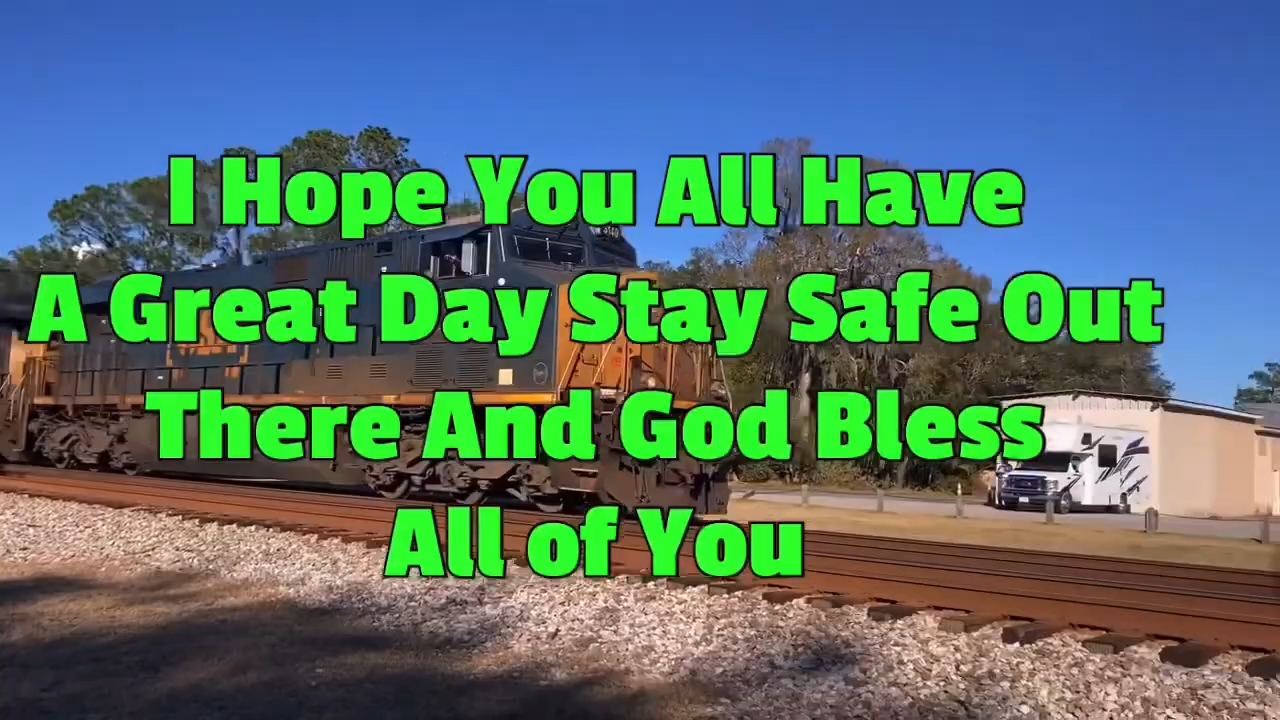 I Hope You All Have
A Great Day Stay Safe Out
There And God Bless
All of You